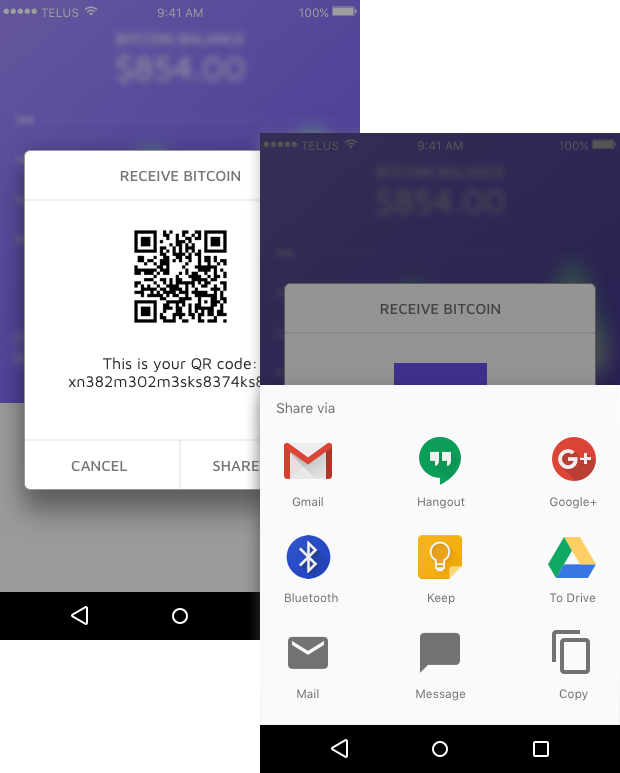 TELUS 9:41 AM 100%
BITCOIN BALANCE
$854.00
RECEIVE BITCOIN
This is your QR code:
CANCEL SHARE
TELUS 9:41 AM 100%
BITCOIN BALANCE
$854.00
RECEIVE BITCOIN
Share via
Gmail Hangout Google+
Bluetooth Keep To Drive
Mail Message Copy